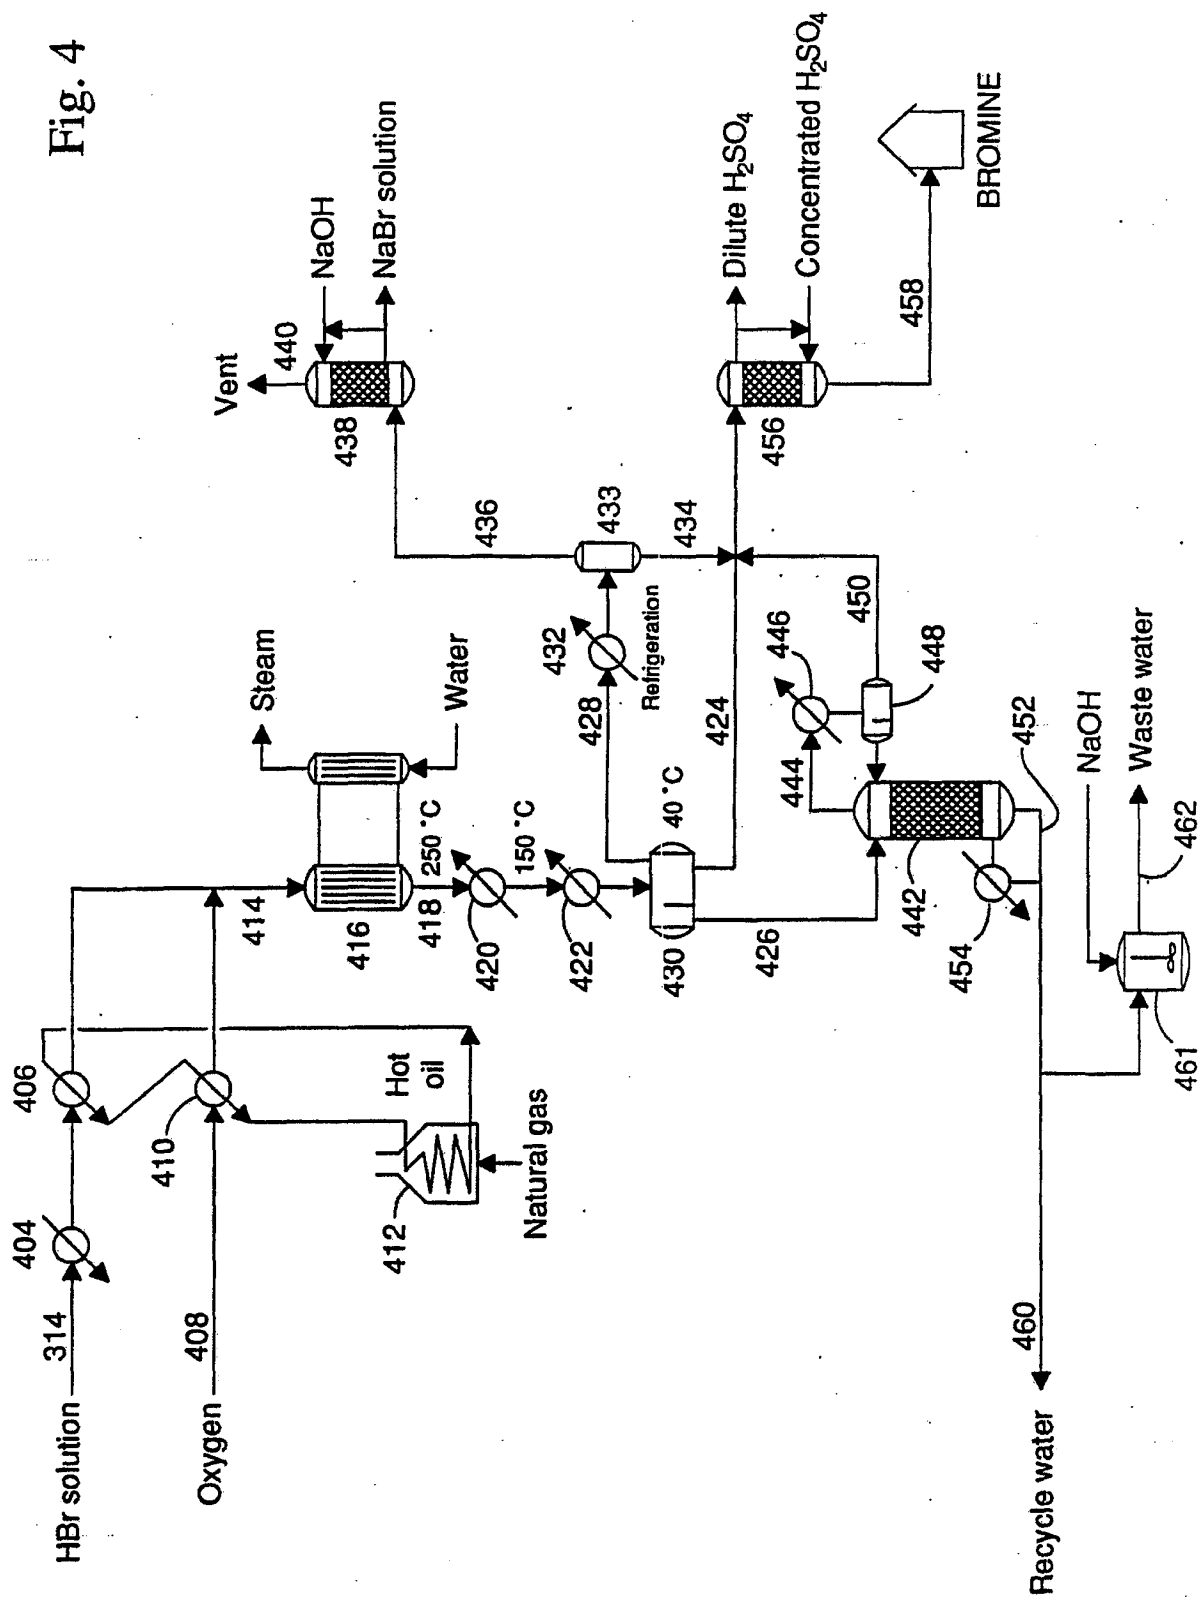 Fig. 4
HBr solution
314
404
406
Oxygen
408
410
412
Natural gas
Hot
oil
414
416
Steam
Water
418
250 °C
420
150 °C
422
430
40 °C
428
432
Refrigeration
433
436
434
438
440
Vent
NaOH
NaBr solution
424
426
442
444
446
448
450
452
454
456
Dilute H₂SO₄
Concentrated H₂SO₄
458
BROMINE
460
Recycle water
461
NaOH
462
Waste water